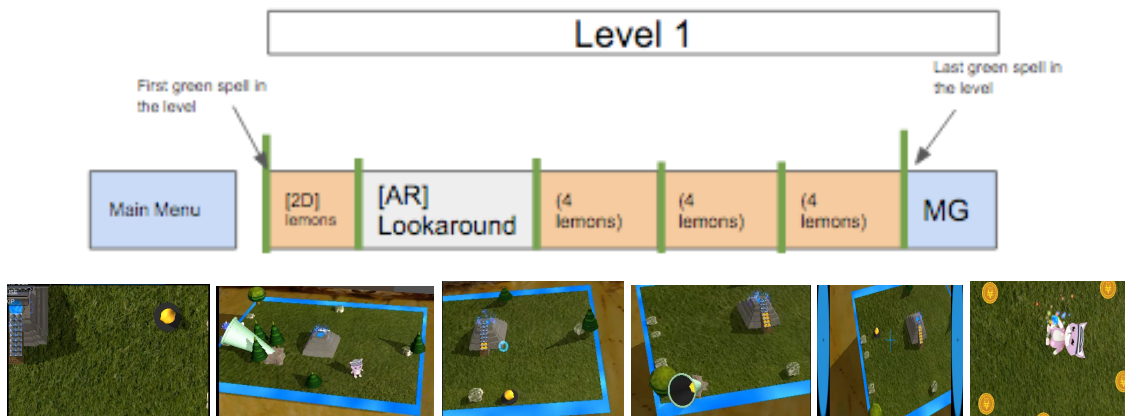 Level 1
First green spell in
the level
Last green spell in
the level
Main Menu
[2D]
lemons
[AR]
Lookaround
(4
lemons)
(4
lemons)
(4
lemons)
MG